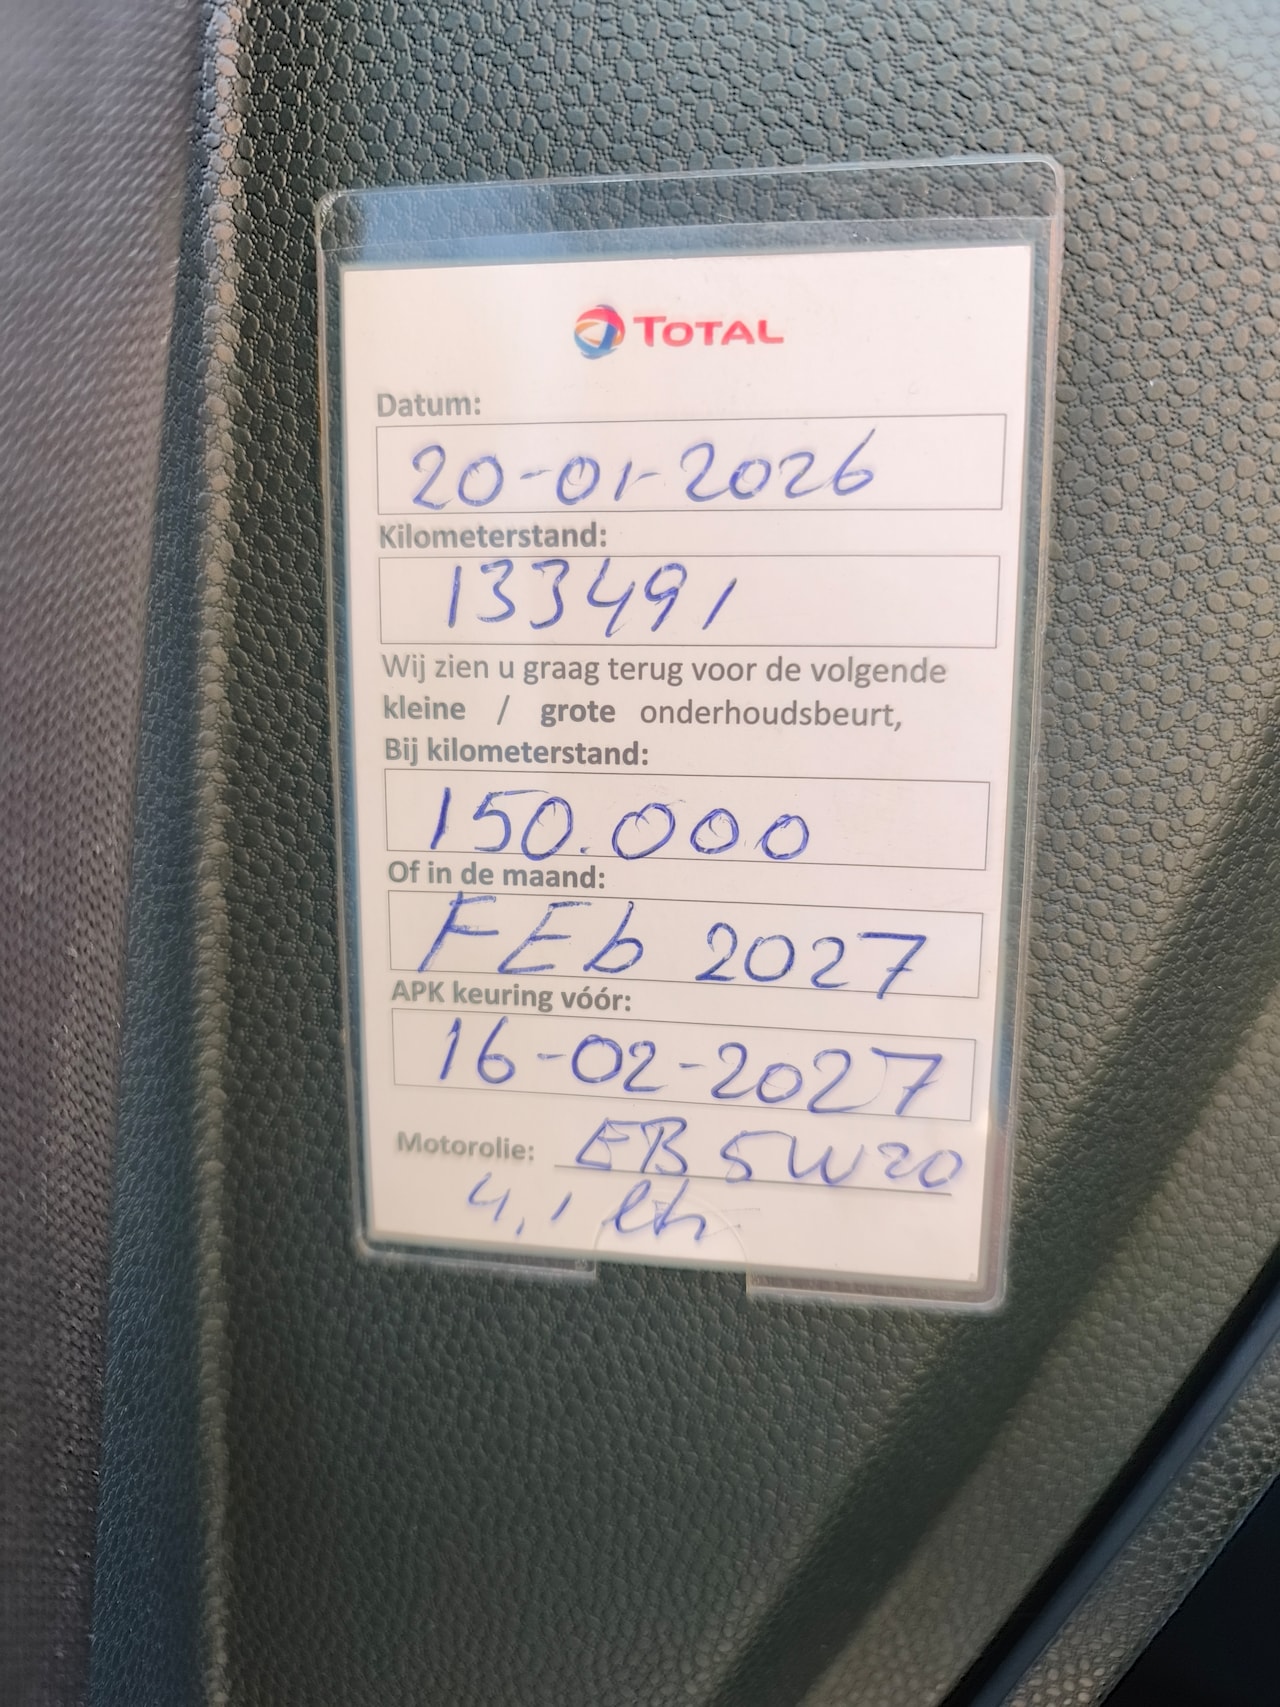 TOTAL
Datum:
20-01-2026
Kilometerstand:
133491
Wij zien u graag terug voor de volgende
kleine / grote onderhoudsbeurt,
Bij kilometerstand:
150.000
Of in de maand:
FEb 2027
APK keuring vóór:
16-02-2027
Motorolie: EB 5W20
4,1 ltr